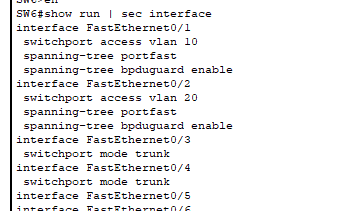 SW6>en
SW6#show run | sec interface
interface FastEthernet0/1
switchport access vlan 10
spanning-tree portfast
spanning-tree bpduguard enable
interface FastEthernet0/2
switchport access vlan 20
spanning-tree portfast
spanning-tree bpduguard enable
interface FastEthernet0/3
switchport mode trunk
interface FastEthernet0/4
switchport mode trunk
interface FastEthernet0/5
interface FastEthernet0/6